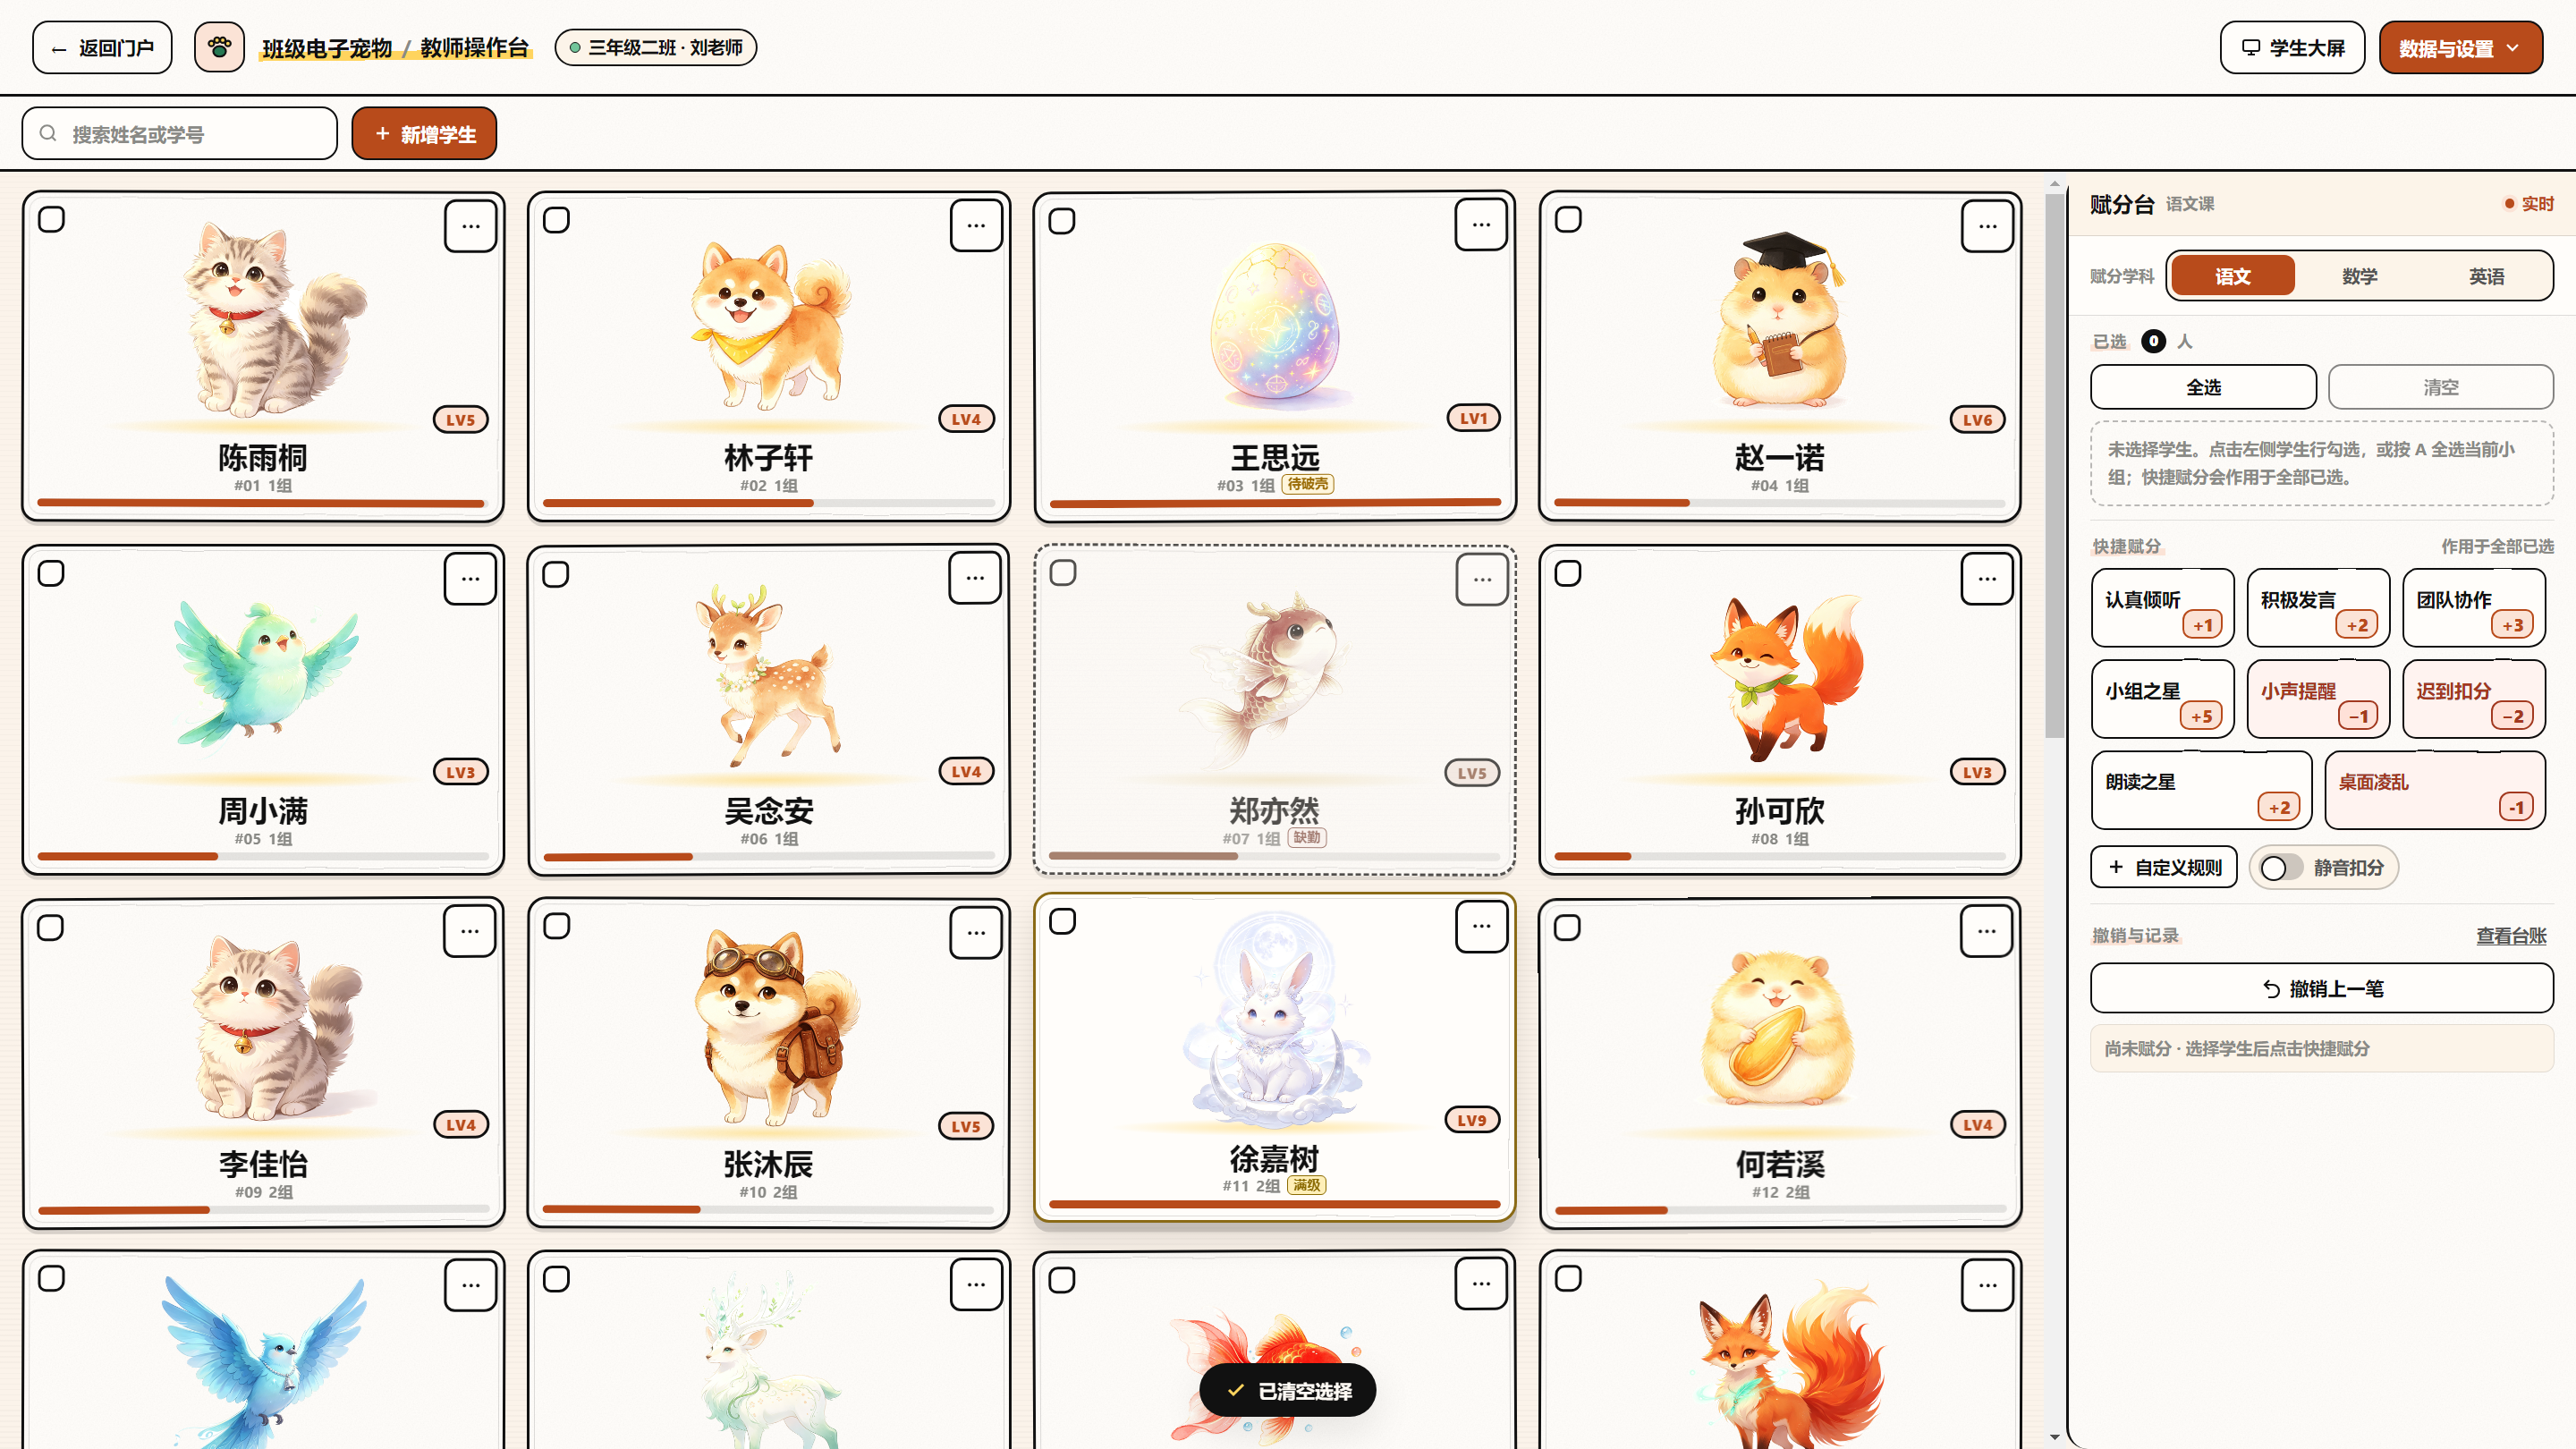 ← 返回门户
班级电子宠物 / 教师操作台
三年级二班 · 刘老师
学生大屏
数据与设置
搜索姓名或学号
+ 新增学生
LV5
陈雨桐
#01 1组
LV4
林子轩
#02 1组
LV1
王思远
#03 1组 待破壳
LV6
赵一诺
#04 1组
LV3
周小满
#05 1组
LV4
吴念安
#06 1组
LV5
郑亦然
#07 1组 缺勤
LV3
孙可欣
#08 1组
LV4
李佳怡
#09 2组
LV5
张沐辰
#10 2组
LV9
徐嘉树
#11 2组 满级
LV4
何若溪
#12 2组
已清空选择
赋分台 语文课
实时
赋分学科
语文
数学
英语
已选 0 人
全选
清空
未选择学生。点击左侧学生行勾选，或按 A 全选当前小
组；快捷赋分会作用于全部已选。
快捷赋分
作用于全部已选
认真倾听
+1
积极发言
+2
团队协作
+3
小组之星
+5
小声提醒
−1
迟到扣分
−2
朗读之星
+2
桌面凌乱
-1
+ 自定义规则
静音扣分
撤销与记录
查看台账
撤销上一笔
尚未赋分 · 选择学生后点击快捷赋分